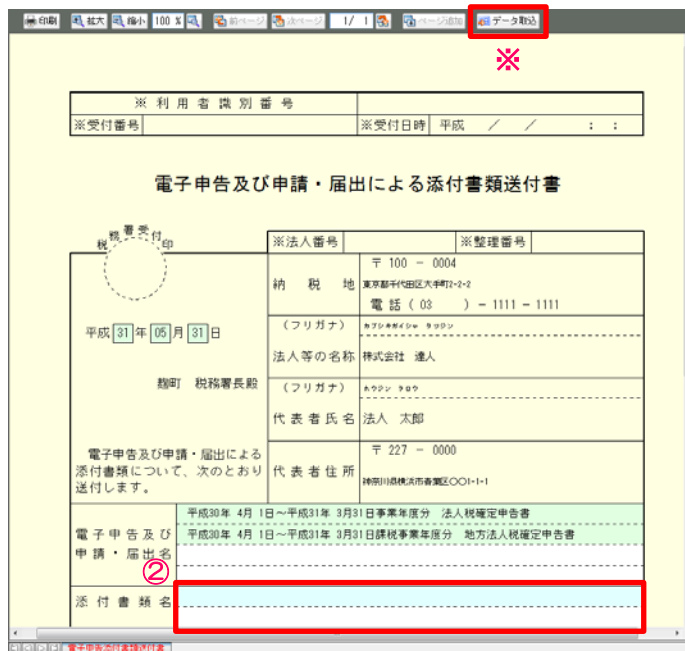 印刷 拡大 縮小 100 % 前ページ 次ページ 1/ 1 ページ追加 データ取込
※
※利用者識別番号
※受付番号 ※受付日時 平成 / / : :
電子申告及び申請・届出による添付書類送付書
税務署受付印
※法人番号 ※整理番号
納税地
〒 100 - 0004
東京都千代田区大手町2-2-2
電話 ( 03 ) - 1111 - 1111
平成 31 年 05 月 31 日
(フリガナ) カブシキガイシャ タツジン
法人等の名称 株式会社 達人
麹町 税務署長殿
(フリガナ) ホウジン タロウ
代表者氏名 法人 太郎
電子申告及び申請・届出による
添付書類について、次のとおり
送付します。
代表者住所
〒 227 - 0000
神奈川県横浜市青葉区〇〇1-1-1
電子申告及び
申請・届出名
平成30年 4月 1日～平成31年 3月31日事業年度分 法人税確定申告書
平成30年 4月 1日～平成31年 3月31日課税事業年度分 地方法人税確定申告書
②
添付書類名
電子申告添付書類送付書